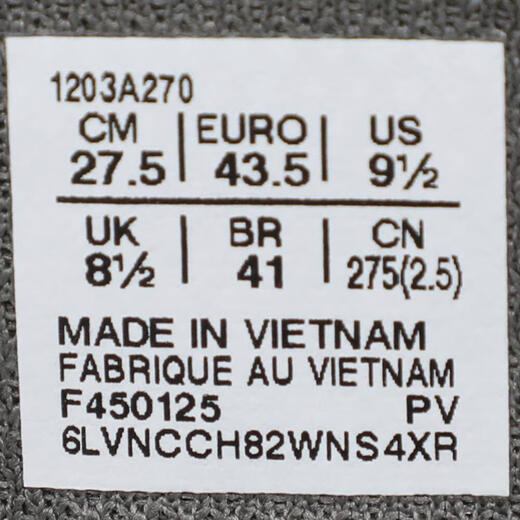 1203A270
CM | EURO | US
27.5 | 43.5 | 9½
UK | BR | CN
8½ | 41 | 275(2.5)
MADE IN VIETNAM
FABRIQUE AU VIETNAM
F450125 PV
6LVNCCH82WNS4XR